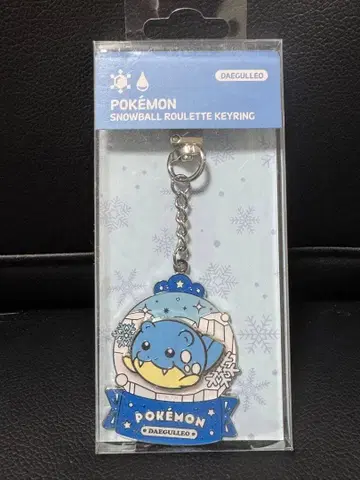 DAEGULLEO
POKÉMON
SNOWBALL ROULETTE KEYRING
POKÉMON
DAEGULLEO